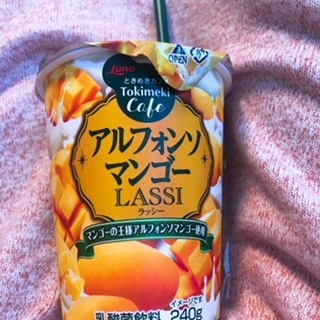 OPEN
Luna
ときめきカフェ
Tokimeki
Cafe
アルフォンソ
マンゴー
LASSI
ラッシー
マンゴーの王様アルフォンソマンゴー使用
イメージです
乳酸菌飲料 240g